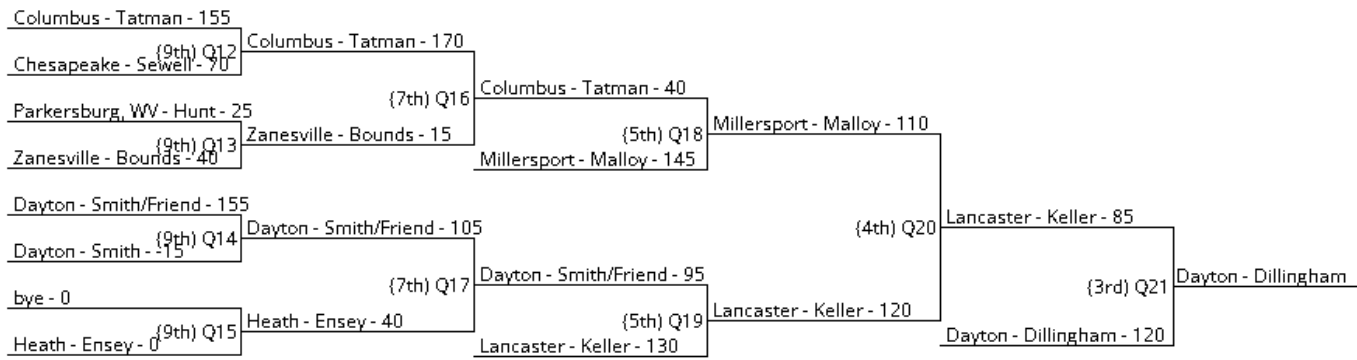 Columbus - Tatman - 155
{9th) Q12
Chesapeake - Sewell - 70
Columbus - Tatman - 170
{7th) Q16
Columbus - Tatman - 40
Parkersburg, WV - Hunt - 25
{9th) Q13
Zanesville - Bounds - 40
Zanesville - Bounds - 15
{5th) Q18
Millersport - Malloy - 145
Millersport - Malloy - 110
Dayton - Smith/Friend - 155
{9th) Q14
Dayton - Smith - -15
Dayton - Smith/Friend - 105
{7th) Q17
Dayton - Smith/Friend - 95
bye - 0
{9th) Q15
Heath - Ensey - 0
Heath - Ensey - 40
{5th) Q19
Lancaster - Keller - 130
Lancaster - Keller - 120
{4th) Q20
Lancaster - Keller - 85
{3rd) Q21
Dayton - Dillingham - 120
Dayton - Dillingham